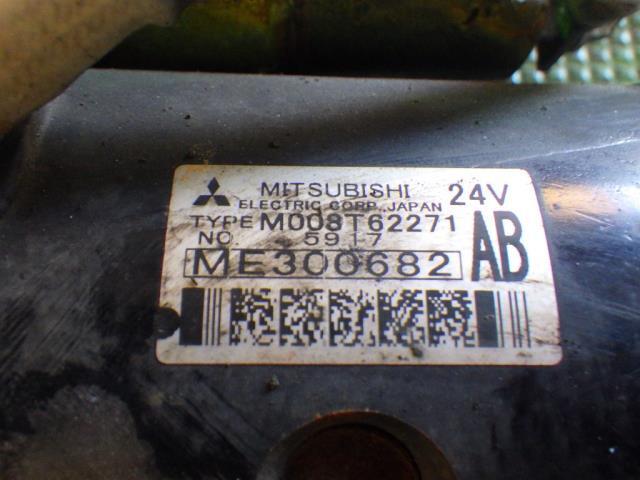 MITSUBISHI 24V
ELECTRIC CORP., JAPAN
TYPE M008T62271
NO. 5917 AB
ME300682